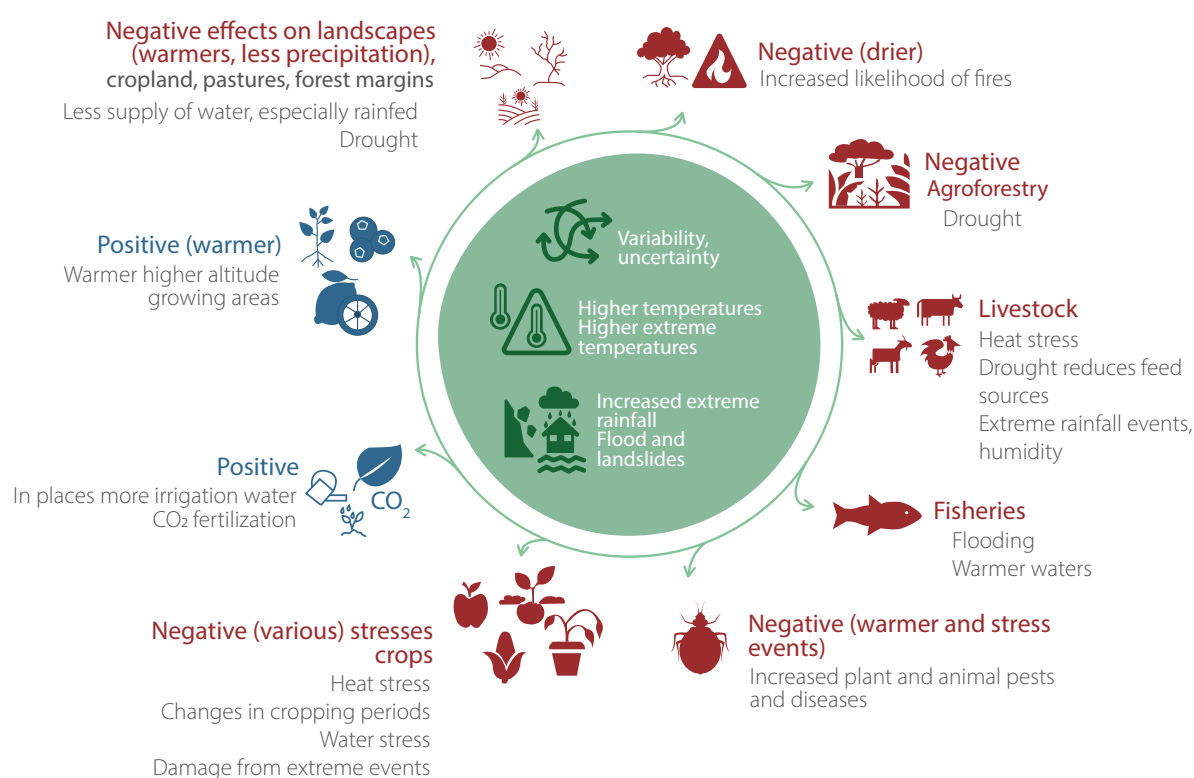 Negative effects on landscapes
(warmers, less precipitation),
cropland, pastures, forest margins
Less supply of water, especially rainfed
Drought
Negative (drier)
Increased likelihood of fires
Negative
Agroforestry
Drought
Livestock
Heat stress
Drought reduces feed
sources
Extreme rainfall events,
humidity
Fisheries
Flooding
Warmer waters
Negative (warmer and stress
events)
Increased plant and animal pests
and diseases
Negative (various) stresses
crops
Heat stress
Changes in cropping periods
Water stress
Damage from extreme events
Positive
In places more irrigation water
CO₂ fertilization
CO₂
Positive (warmer)
Warmer higher altitude
growing areas
Variability,
uncertainty
Higher temperatures
Higher extreme
temperatures
Increased extreme
rainfall
Flood and
landslides